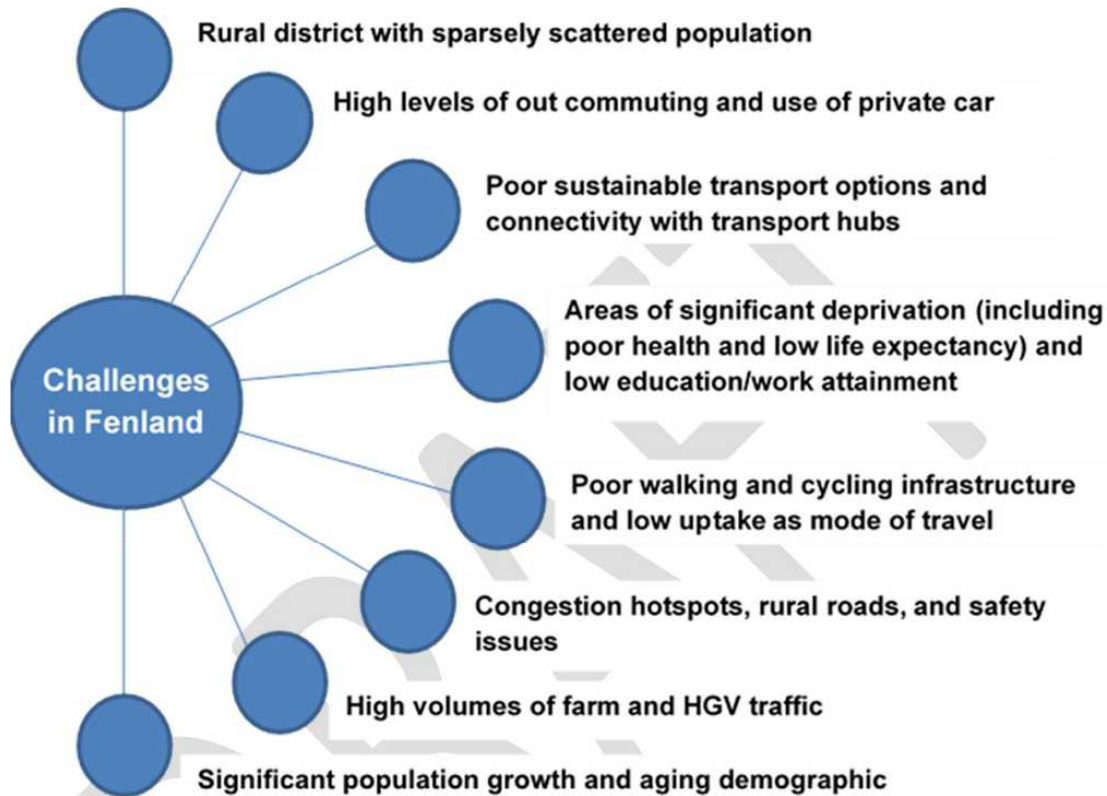 Rural district with sparsely scattered population
High levels of out commuting and use of private car
Poor sustainable transport options and
connectivity with transport hubs
Areas of significant deprivation (including
poor health and low life expectancy) and
low education/work attainment
Challenges
in Fenland
Poor walking and cycling infrastructure
and low uptake as mode of travel
Congestion hotspots, rural roads, and safety
issues
High volumes of farm and HGV traffic
Significant population growth and aging demographic